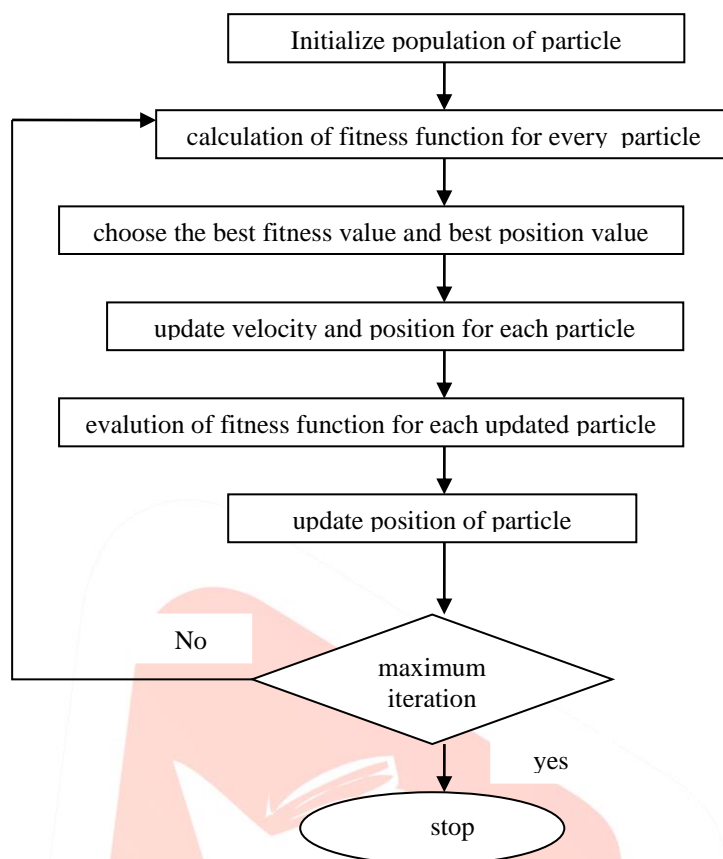 Initialize population of particle
calculation of fitness function for every particle
choose the best fitness value and best position value
update velocity and position for each particle
evalution of fitness function for each updated particle
update position of particle
No
maximum
iteration
yes
stop